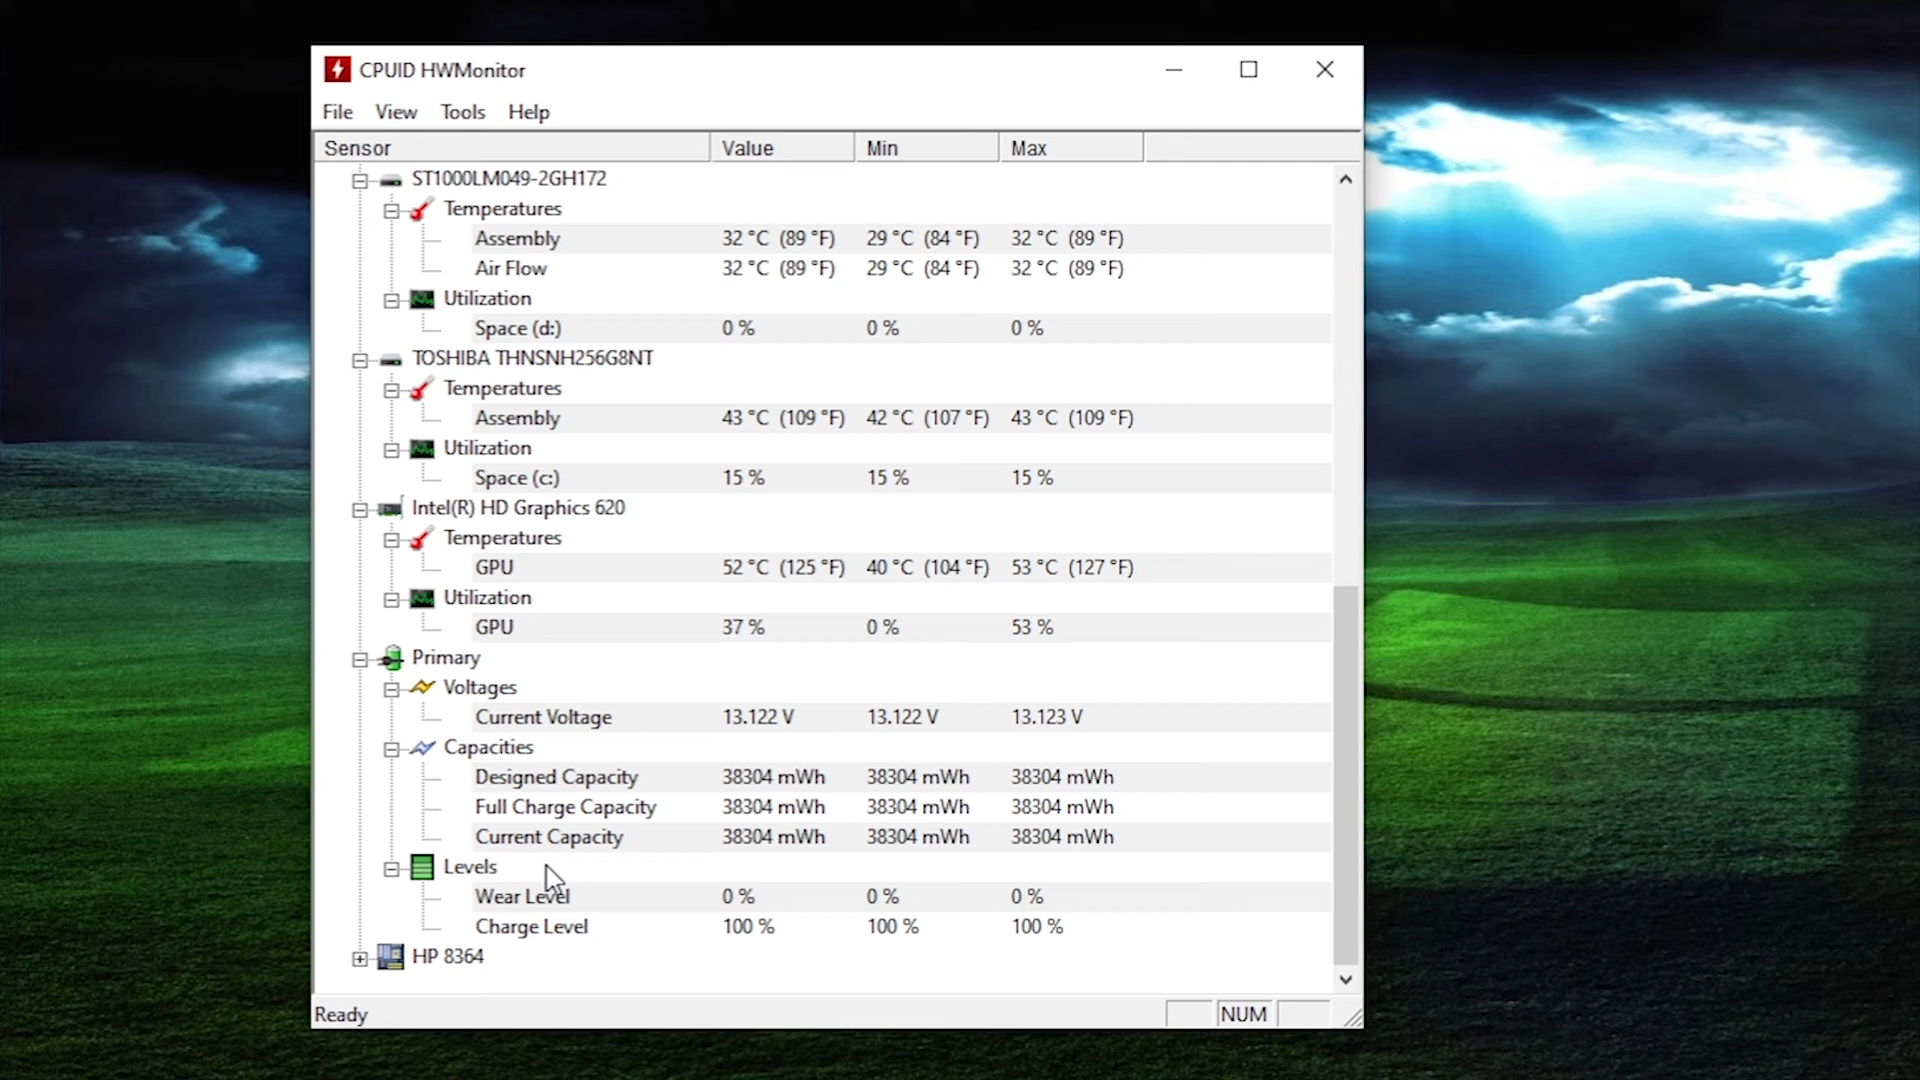 CPUID HWMonitor
File View Tools Help
Sensor Value Min Max
ST1000LM049-2GH172
Temperatures
Assembly 32 °C (89 °F) 29 °C (84 °F) 32 °C (89 °F)
Air Flow 32 °C (89 °F) 29 °C (84 °F) 32 °C (89 °F)
Utilization
Space (d:) 0 % 0 % 0 %
TOSHIBA THNSNH256G8NT
Temperatures
Assembly 43 °C (109 °F) 42 °C (107 °F) 43 °C (109 °F)
Utilization
Space (c:) 15 % 15 % 15 %
Intel(R) HD Graphics 620
Temperatures
GPU 52 °C (125 °F) 40 °C (104 °F) 53 °C (127 °F)
Utilization
GPU 37 % 0 % 53 %
Primary
Voltages
Current Voltage 13.122 V 13.122 V 13.123 V
Capacities
Designed Capacity 38304 mWh 38304 mWh 38304 mWh
Full Charge Capacity 38304 mWh 38304 mWh 38304 mWh
Current Capacity 38304 mWh 38304 mWh 38304 mWh
Levels
Wear Level 0 % 0 % 0 %
Charge Level 100 % 100 % 100 %
HP 8364
Ready NUM